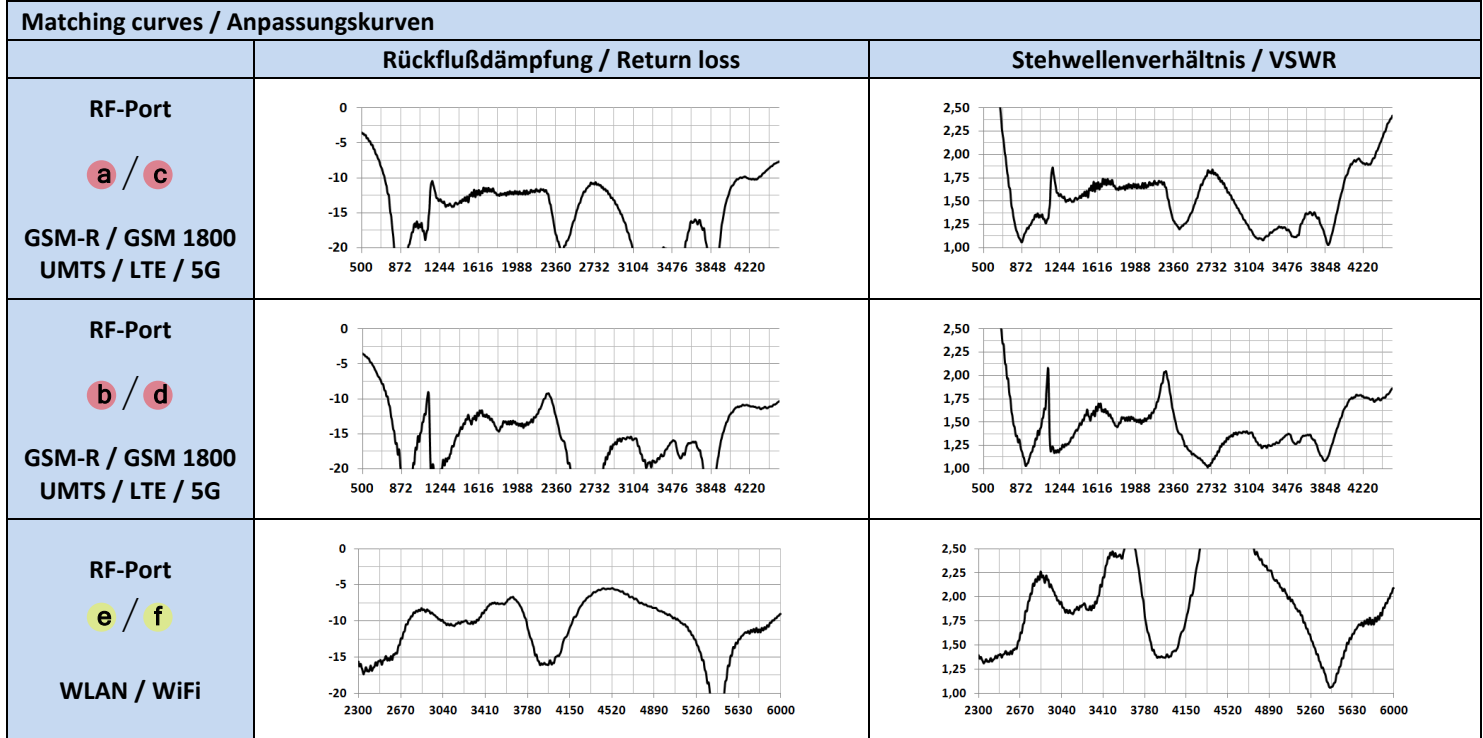 Matching curves / Anpassungskurven
Rückflußdämpfung / Return loss
Stehwellenverhältnis / VSWR
RF-Port
a / c
GSM-R / GSM 1800
UMTS / LTE / 5G
0
-5
-10
-15
-20
500 872 1244 1616 1988 2360 2732 3104 3476 3848 4220
2,50
2,25
2,00
1,75
1,50
1,25
1,00
500 872 1244 1616 1988 2360 2732 3104 3476 3848 4220
RF-Port
b / d
GSM-R / GSM 1800
UMTS / LTE / 5G
0
-5
-10
-15
-20
500 872 1244 1616 1988 2360 2732 3104 3476 3848 4220
2,50
2,25
2,00
1,75
1,50
1,25
1,00
500 872 1244 1616 1988 2360 2732 3104 3476 3848 4220
RF-Port
e / f
WLAN / WiFi
0
-5
-10
-15
-20
2300 2670 3040 3410 3780 4150 4520 4890 5260 5630 6000
2,50
2,25
2,00
1,75
1,50
1,25
1,00
2300 2670 3040 3410 3780 4150 4520 4890 5260 5630 6000